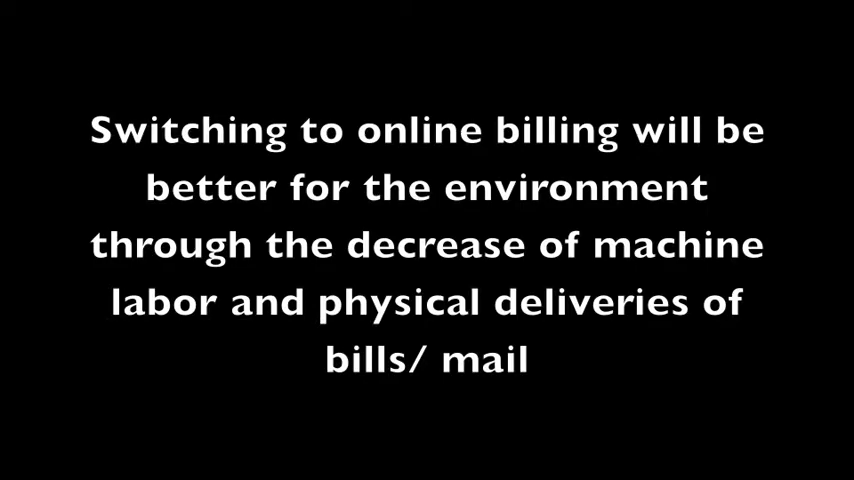 Switching to online billing will be
better for the environment
through the decrease of machine
labor and physical deliveries of
bills/ mail